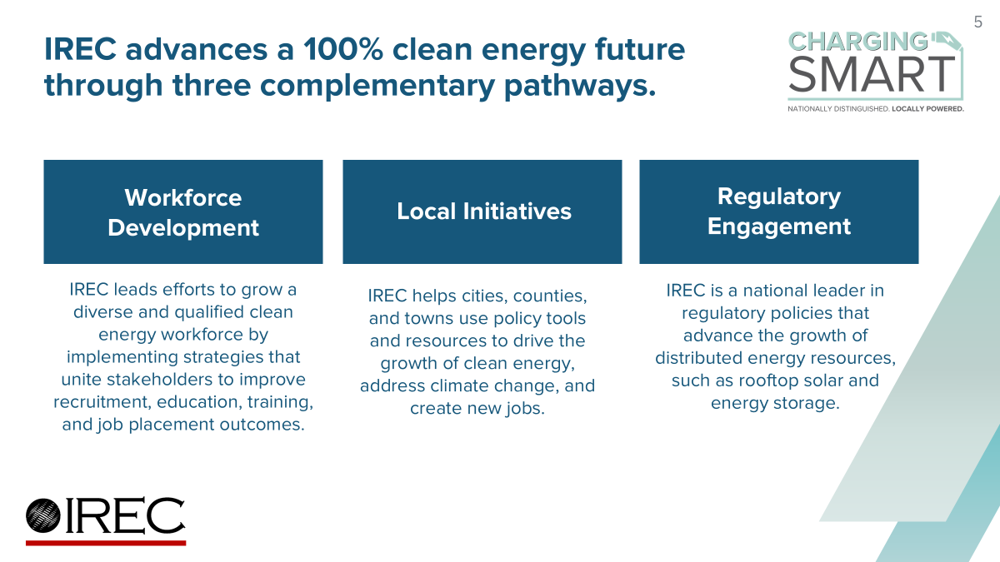 5
IREC advances a 100% clean energy future
through three complementary pathways.
CHARGING
SMART
NATIONALLY DISTINGUISHED. LOCALLY POWERED.
Workforce
Development
IREC leads efforts to grow a
diverse and qualified clean
energy workforce by
implementing strategies that
unite stakeholders to improve
recruitment, education, training,
and job placement outcomes.
Local Initiatives
IREC helps cities, counties,
and towns use policy tools
and resources to drive the
growth of clean energy,
address climate change, and
create new jobs.
Regulatory
Engagement
IREC is a national leader in
regulatory policies that
advance the growth of
distributed energy resources,
such as rooftop solar and
energy storage.
IREC